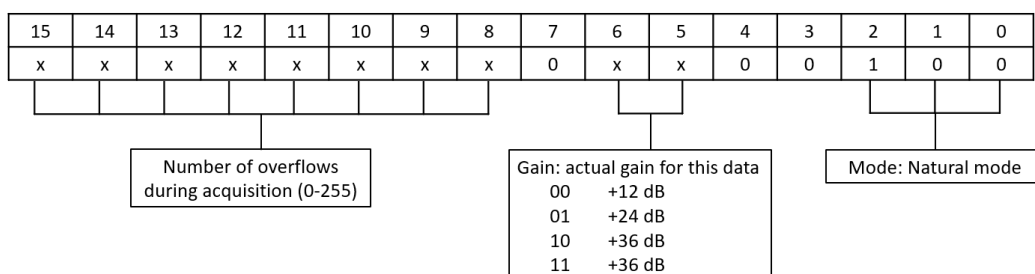 15 14 13 12 11 10 9 8 7 6 5 4 3 2 1 0
x x x x x x x x 0 x x 0 0 1 0 0
Number of overflows
during acquisition (0-255)
Gain: actual gain for this data
00 +12 dB
01 +24 dB
10 +36 dB
11 +36 dB
Mode: Natural mode